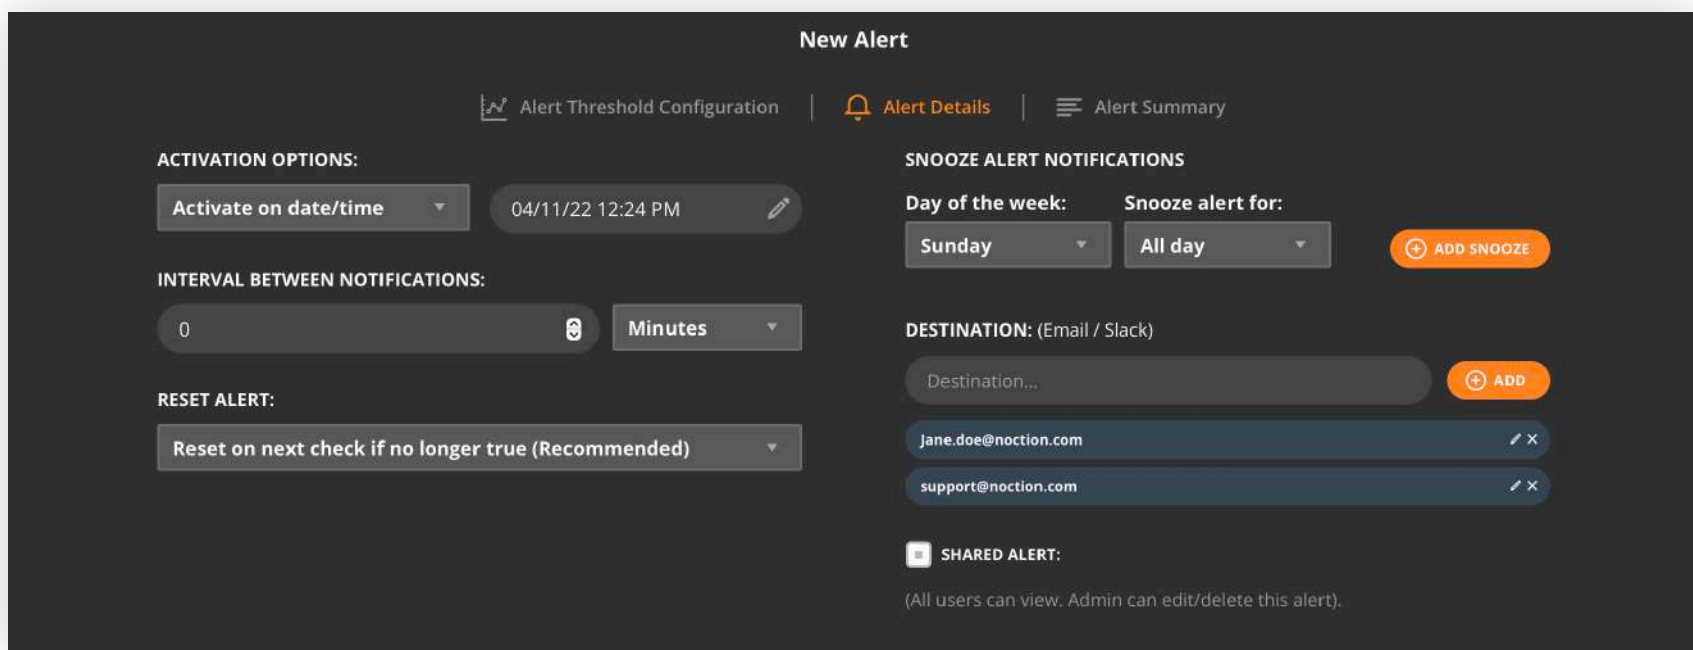 New Alert
Alert Threshold Configuration | Alert Details | Alert Summary
ACTIVATION OPTIONS:
Activate on date/time
04/11/22 12:24 PM
INTERVAL BETWEEN NOTIFICATIONS:
0
Minutes
RESET ALERT:
Reset on next check if no longer true (Recommended)
SNOOZE ALERT NOTIFICATIONS
Day of the week: Snooze alert for:
Sunday
All day
ADD SNOOZE
DESTINATION: (Email / Slack)
Destination...
ADD
Jane.doe@noction.com
support@noction.com
SHARED ALERT:
(All users can view. Admin can edit/delete this alert).